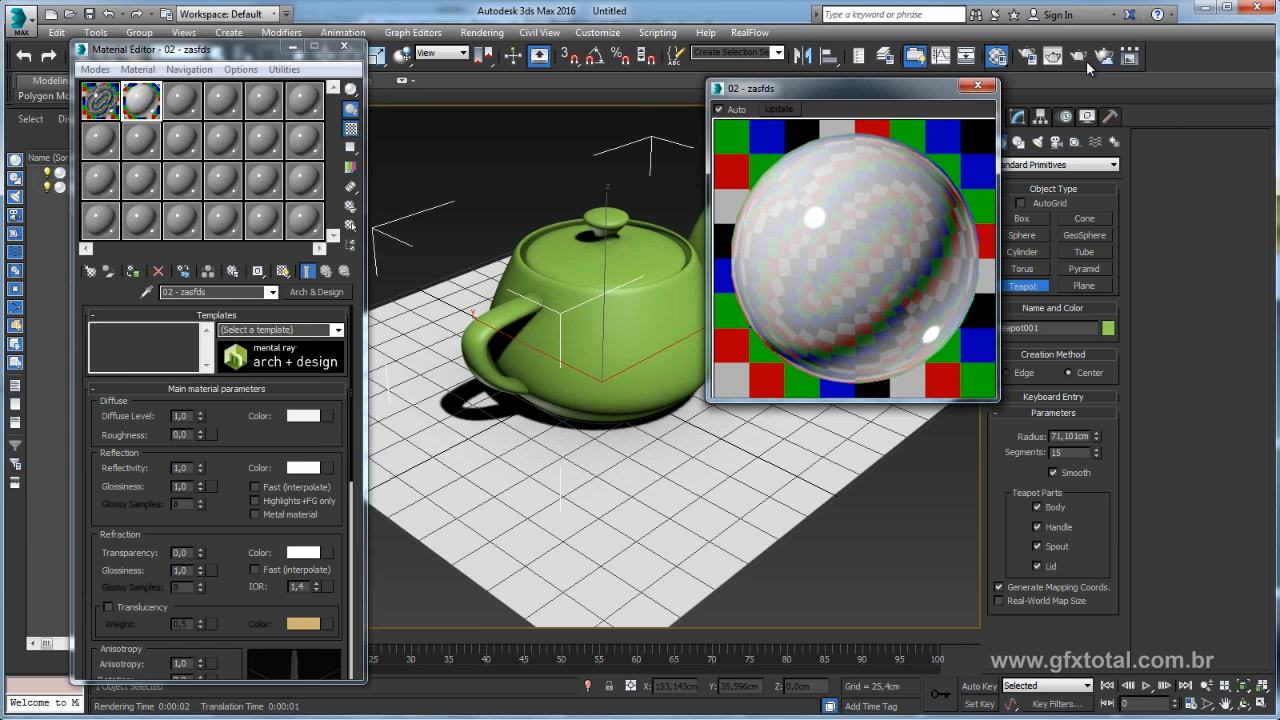 MAX
Workspace: Default
Autodesk 3ds Max 2016 Untitled
Type a keyword or phrase
Sign In
Edit Tools Group Views Create Modifiers Graph Editors Rendering Civil View Customize Scripting Help RealFlow
View
Create Selection Se
Material Editor - 02 - zasfds
Modes Material Navigation Options Utilities
Modeling
Polygon Mo
Select
Name (Sor
02 - zasfds
Arch & Design
Templates
(Select a template)
mental ray
arch + design
Main material parameters
Diffuse
Diffuse Level: 1,0 Color:
Roughness: 0,0
Reflection
Reflectivity: 1,0 Color:
Glossiness: 1,0 Fast (interpolate)
Highlights+FG only
Glossy Samples: 8
Metal material
Refraction
Transparency: 0,0 Color:
Glossiness: 1,0 Fast (interpolate)
Glossy Samples: 8 IOR: 1,4
Translucency
Weight: 0,5 Color:
Anisotropy
Anisotropy: 1,0
02 - zasfds
Auto Update
z
ndard Primitives
Object Type
AutoGrid
Box Cone
Sphere GeoSphere
Cylinder Tube
Torus Pyramid
Teapot Plane
Name and Color
eapot001
Creation Method
Edge Center
Keyboard Entry
Parameters
Radius: 71,101cm
Segments: 15
Smooth
Teapot Parts
Body
Handle
Spout
Lid
Generate Mapping Coords.
Real-World Map Size
25 30 35 40 45 50 55 60 65 70 75 80 85 90 95 100
www.gfxtotal.com.br
1 Object Selected
X: 153,143cm Y: 35,596cm Z: 0,0cm Grid = 25,4cm
Auto Key Selected
Welcome to M
Rendering Time 0:00:02 Translation Time 0:00:01
Add Time Tag
Set Key Key Filters... 0